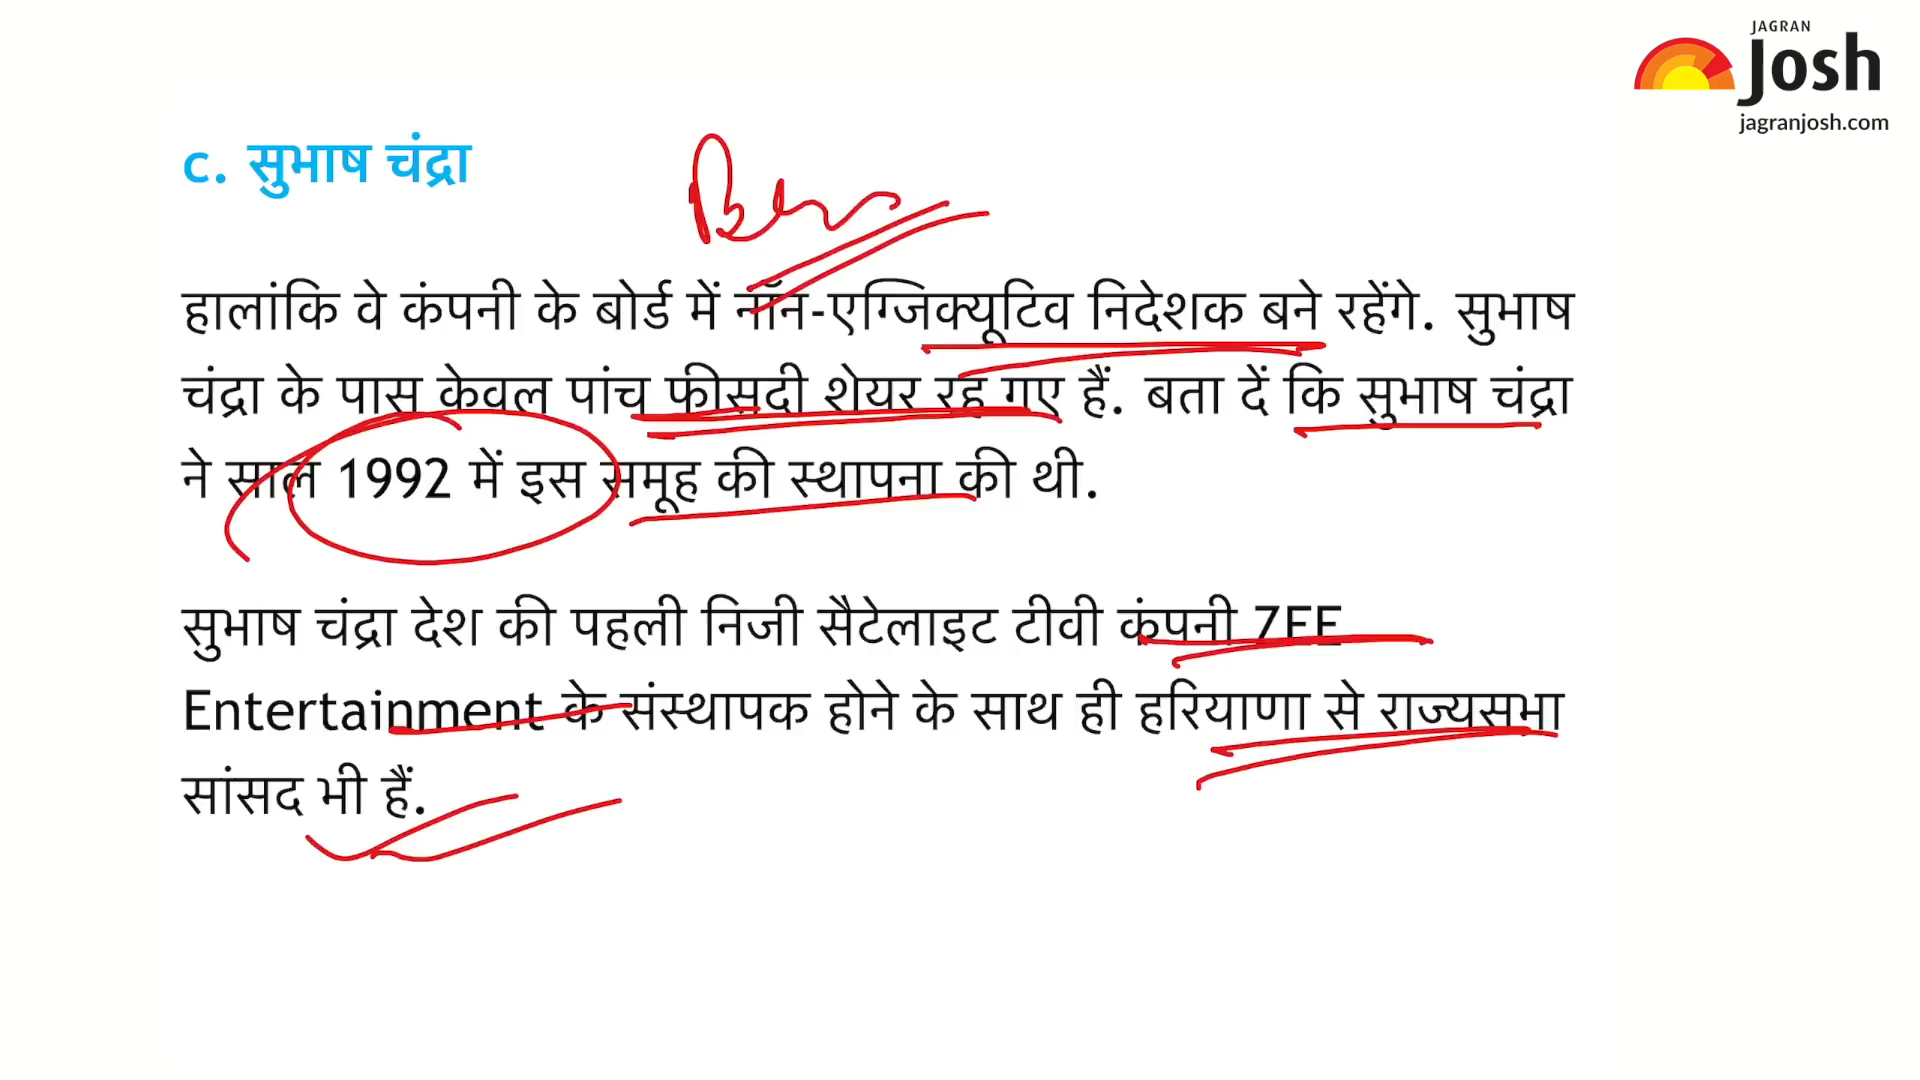 JAGRAN
Josh
jagranjosh.com
c. सुभाष चंद्रा
हालांकि वे कंपनी के बोर्ड में नॉन-एग्जिक्यूटिव निदेशक बने रहेंगे. सुभाष
चंद्रा के पास केवल पांच फीसदी शेयर रह गए हैं. बता दें कि सुभाष चंद्रा
ने साल 1992 में इस समूह की स्थापना की थी.
सुभाष चंद्रा देश की पहली निजी सैटेलाइट टीवी कंपनी ZEE
Entertainment के संस्थापक होने के साथ ही हरियाणा से राज्यसभा
सांसद भी हैं.